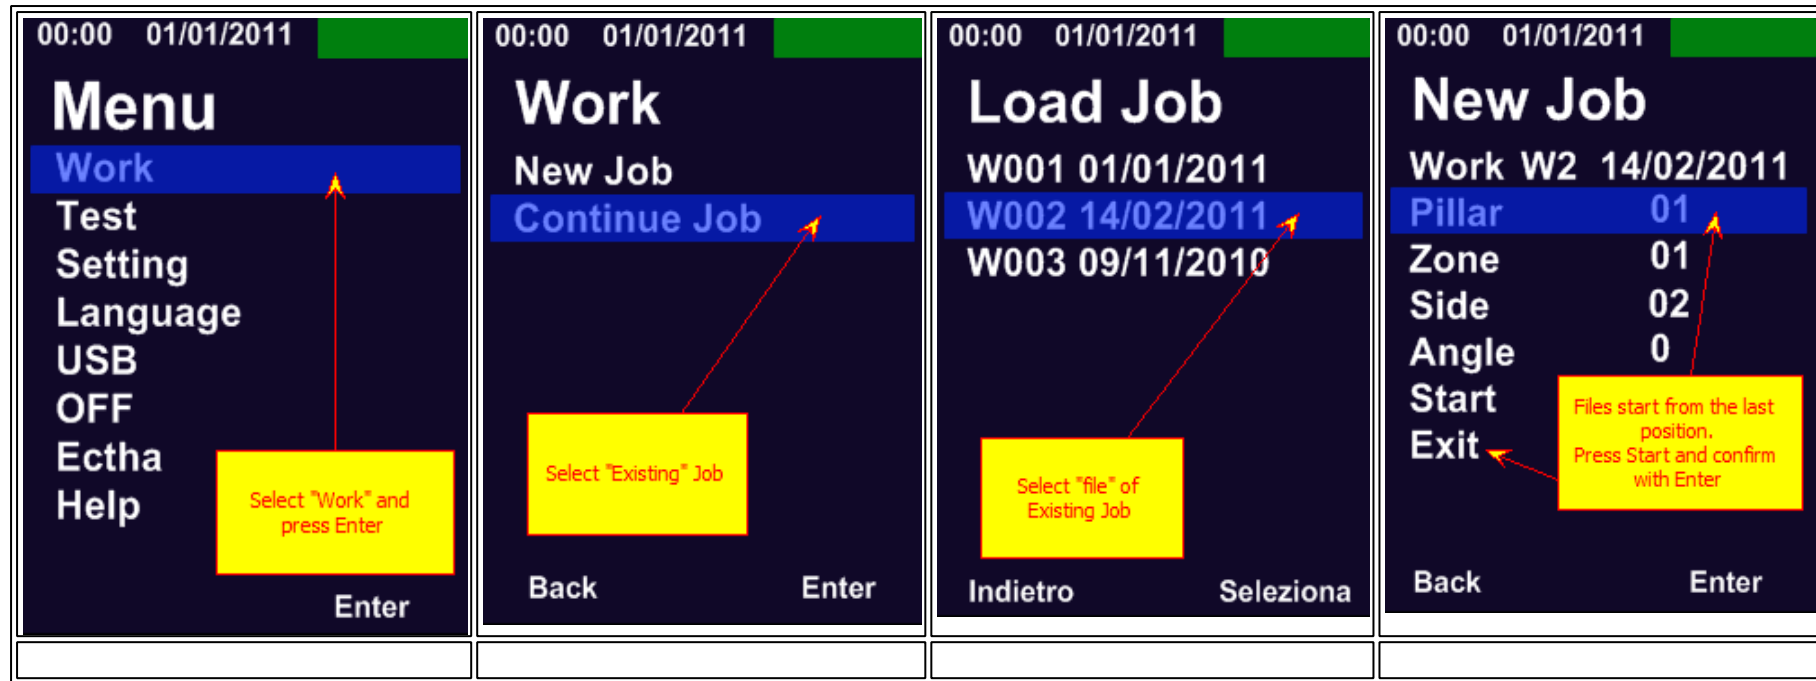 00:00 01/01/2011
Menu
Work
Test
Setting
Language
USB
OFF
Ectha
Help
Select "Work" and
press Enter
Enter
00:00 01/01/2011
Work
New Job
Continue Job
Select "Existing" Job
Back Enter
00:00 01/01/2011
Load Job
W001 01/01/2011
W002 14/02/2011
W003 09/11/2010
Select "file" of
Existing Job
Indietro Seleziona
00:00 01/01/2011
New Job
Work W2 14/02/2011
Pillar 01
Zone 01
Side 02
Angle 0
Start
Exit
Files start from the last
position.
Press Start and confirm
with Enter
Back Enter